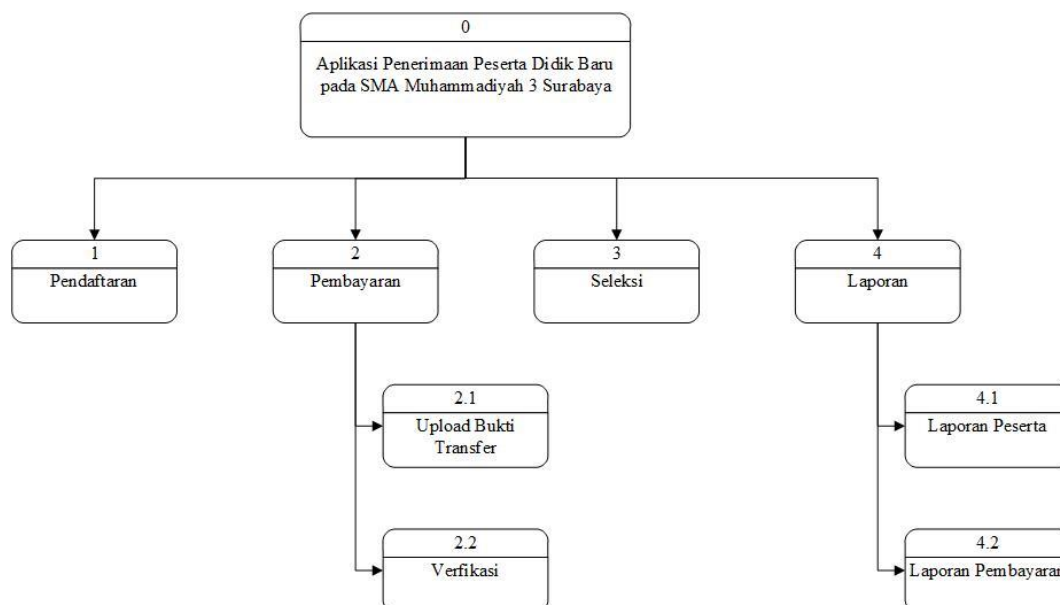 0
Aplikasi Penerimaan Peserta Didik Baru
pada SMA Muhammadiyah 3 Surabaya
1
Pendaftaran
2
Pembayaran
3
Seleksi
4
Laporan
2.1
Upload Bukti
Transfer
4.1
Laporan Peserta
2.2
Verfikasi
4.2
Laporan Pembayaran